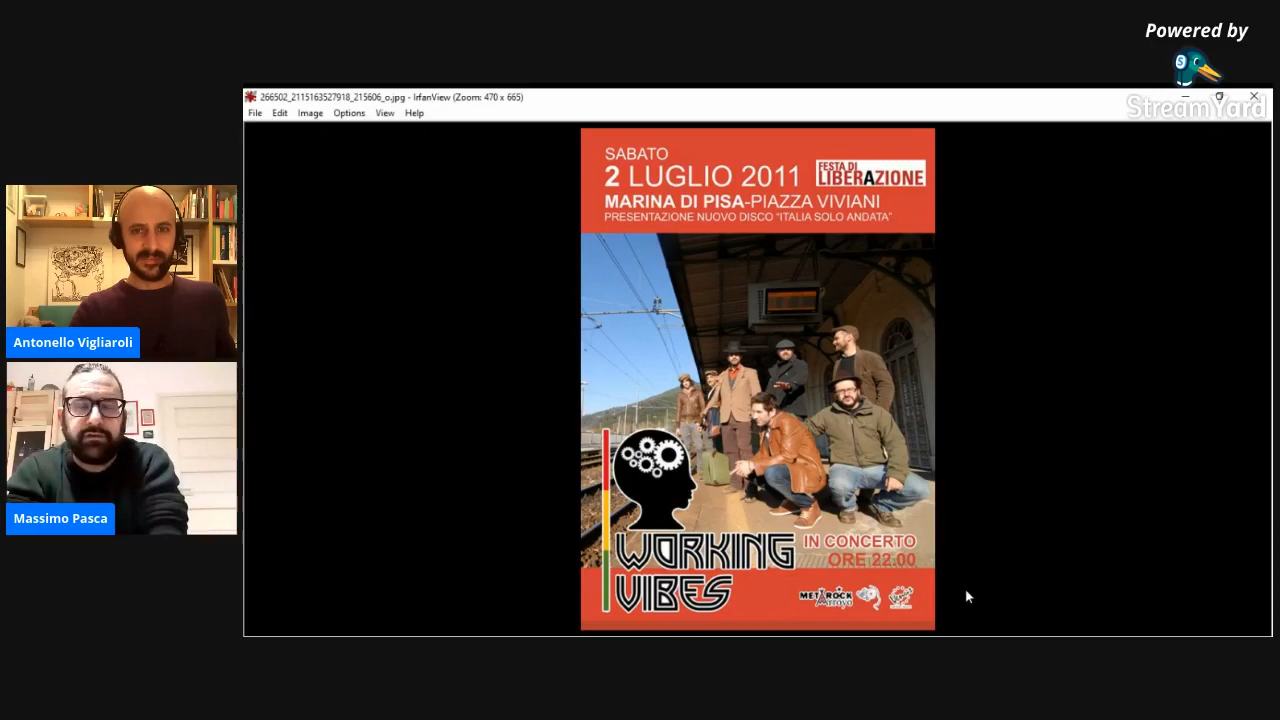 Powered by
StreamYard
266502_2115163527918_215606_o.jpg - IrfanView (Zoom: 470 x 665)
File Edit Image Options View Help
SABATO
2 LUGLIO 2011
FESTA DI
LIBERAZIONE
MARINA DI PISA-PIAZZA VIVIANI
PRESENTAZIONE NUOVO DISCO "ITALIA SOLO ANDATA"
Antonello Vigliaroli
Massimo Pasca
WORKING
VIBES
IN CONCERTO
ORE 22.00
METAROCK